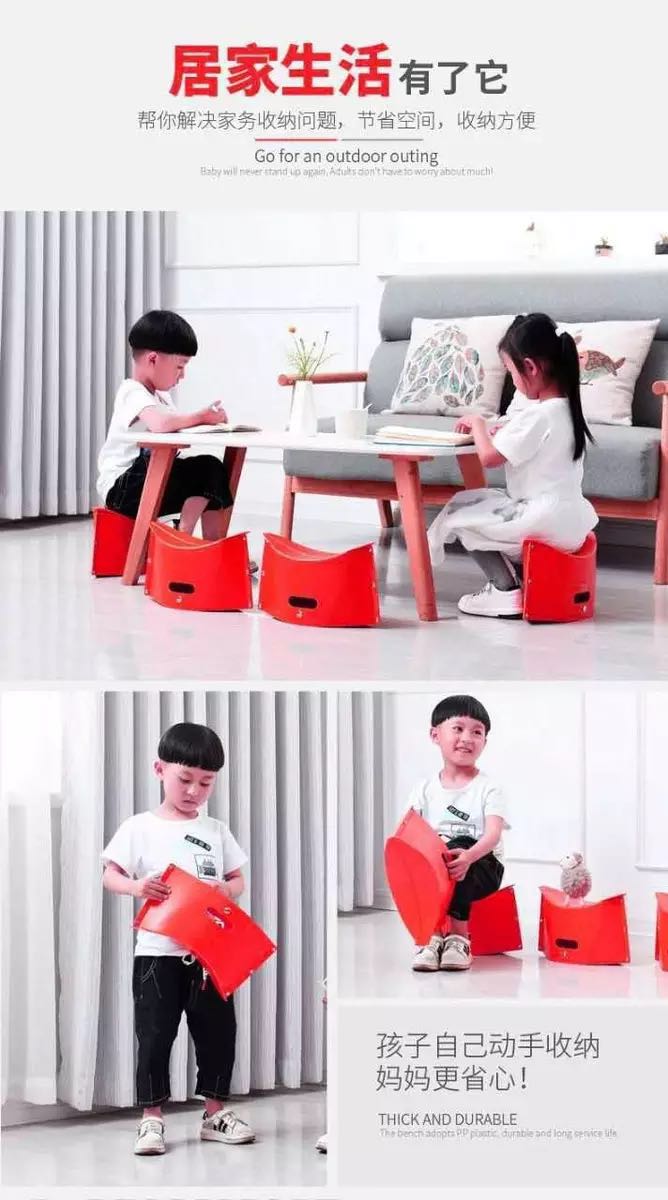 居家生活有了它
帮你解决家务收纳问题，节省空间，收纳方便
Go for an outdoor outing
Baby will never stand up again, Adults don't have to worry about much!
孩子自己动手收纳
妈妈更省心！
THICK AND DURABLE
The bench adopts PP plastic, durable and long service life